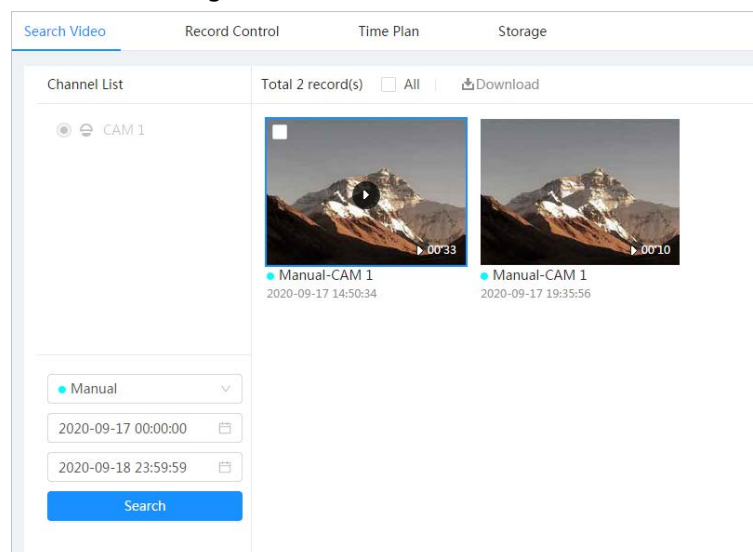 Search Video Record Control Time Plan Storage
Channel List
Total 2 record(s) All Download
CAM 1
00'33
00'10
Manual-CAM 1
2020-09-17 14:50:34
Manual-CAM 1
2020-09-17 19:35:56
Manual
2020-09-17 00:00:00
2020-09-18 23:59:59
Search